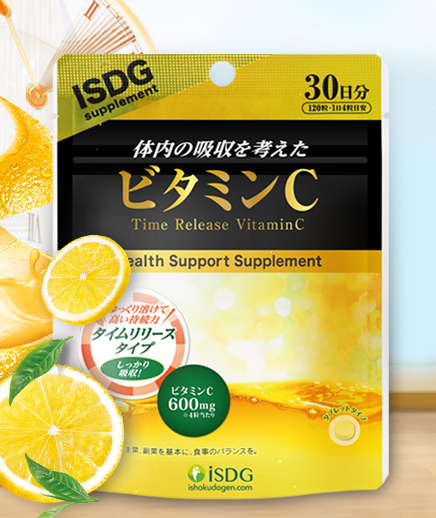 ISDG
supplement
30日分
120粒・1日4粒目安
体内の吸収を考えた
ビタミンC
Time Release VitaminC
ealth Support Supplement
っくり溶けて
高い持続力
タイムリリース
タイプ
しっかり
吸収!
ビタミンC
600mg
※4粒当たり
タブレットタイプ
主菜、副菜を基本に、食事のバランスを。
iSDG
ishokudogen.com